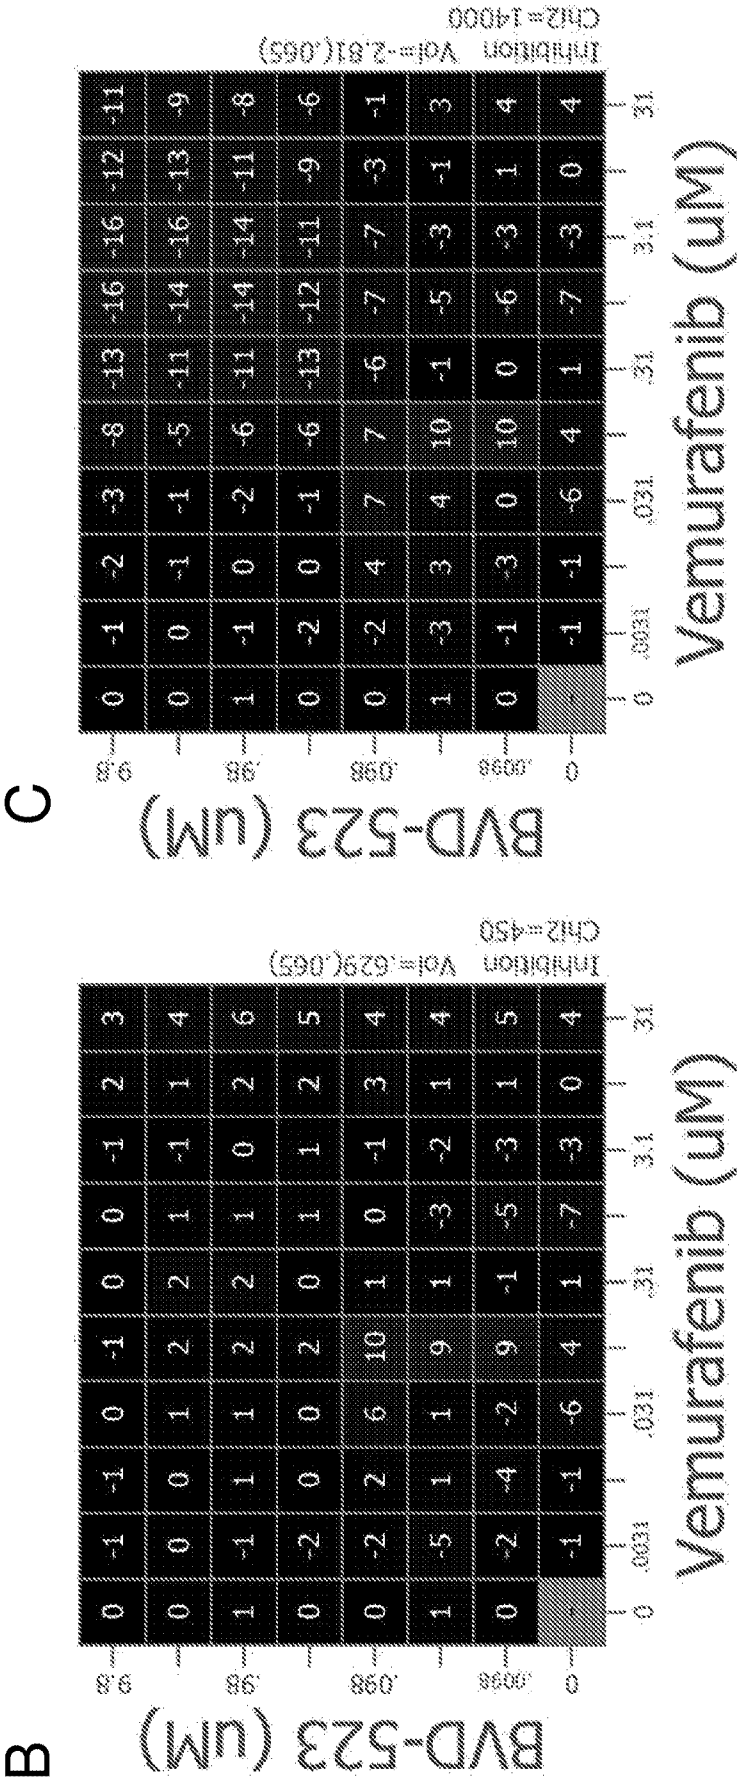 B
BVD-523 (uM)
9.8 0 -1 -1 0 -1 0 0 -1 2 3
0 0 0 1 2 2 1 -1 1 4
.98 1 -1 1 1 2 2 1 0 2 6
0 -2 0 0 2 0 1 1 2 5
.098 0 -2 2 6 10 1 0 -1 3 4
1 -5 1 1 9 1 -3 -2 1 4
.0098 0 -2 -4 -2 9 -1 -5 -3 1 5
0 - -1 -1 -6 4 1 -7 -3 0 4
0 .0031 .031 .31 3.1 31
Vemurafenib (uM)
Inhibition Vol=.629(.065)
Chi2=450
C
BVD-523 (uM)
9.8 0 -1 -2 -3 -8 -13 -16 -16 -12 -11
0 0 -1 -1 -5 -11 -14 -16 -13 -9
.98 1 -1 0 -2 -6 -11 -14 -14 -11 -8
0 -2 0 -1 -6 -13 -12 -11 -9 -6
.098 0 -2 4 7 7 -6 -7 -7 -3 -1
1 -3 3 4 10 -1 -5 -3 -1 3
.0098 0 -1 -3 0 10 0 -6 -3 1 4
0 - -1 -1 -6 4 1 -7 -3 0 4
0 .0031 .031 .31 3.1 31
Vemurafenib (uM)
Inhibition Vol=-2.81(.065)
Chi2=14000